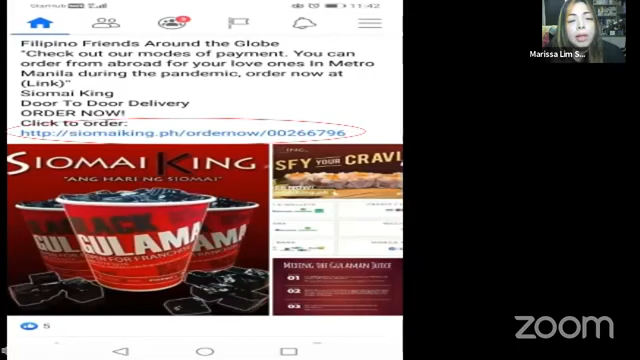 11:42
Filipino Friends Around the Globe
"Check out our modes of payment. You can
order from abroad for your love ones In Metro
Manila during the pandemic, order now at
(Link)"
Siomai King
Door To Door Delivery
ORDER NOW!
Click to order:
http://siomaiking.ph/ordernow/00266796
SIOMAI KING
"ANG HARI NG SIOMAI"
BLACK
GULAMAN
SFY YOUR CRAVI
MIXING THE GULAMAN JUICE
01
02
03
5
Marissa Lim S...
zoom